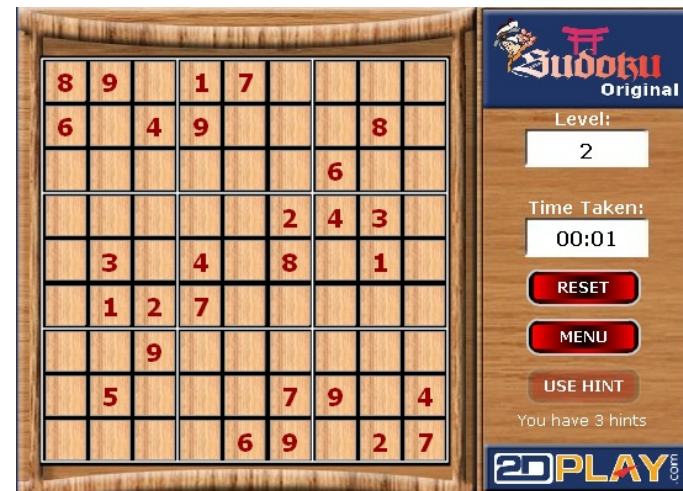 Sudoku
Original
8 9 1 7
6 4 9 8
6
2 4 3
3 4 8 1
1 2 7
9
5 7 9 4
6 9 2 7
Level:
2
Time Taken:
00:01
RESET
MENU
USE HINT
You have 3 hints
2DPLAY.com